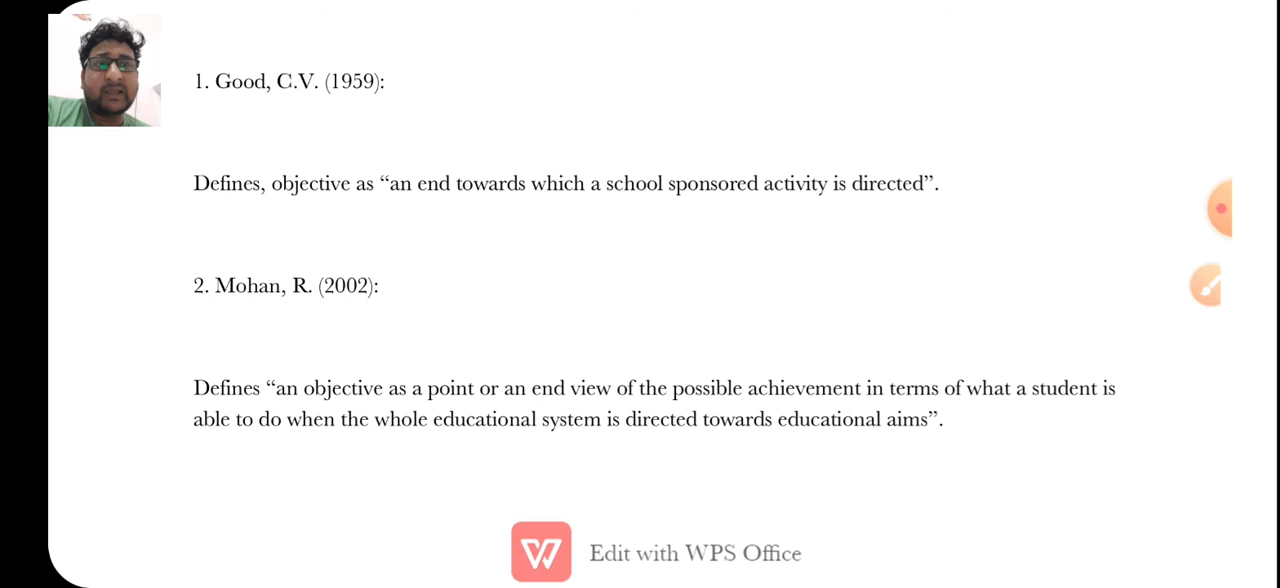 1. Good, C.V. (1959):
Defines, objective as “an end towards which a school sponsored activity is directed”.
2. Mohan, R. (2002):
Defines “an objective as a point or an end view of the possible achievement in terms of what a student is
able to do when the whole educational system is directed towards educational aims”.
Edit with WPS Office